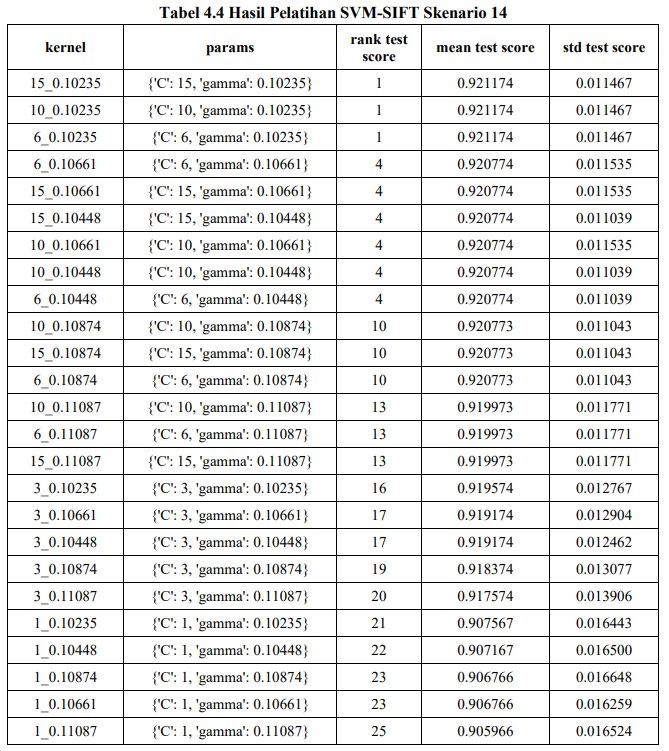 Tabel 4.4 Hasil Pelatihan SVM-SIFT Skenario 14
kernel params rank test score mean test score std test score
15_0.10235 {'C': 15, 'gamma': 0.10235} 1 0.921174 0.011467
10_0.10235 {'C': 10, 'gamma': 0.10235} 1 0.921174 0.011467
6_0.10235 {'C': 6, 'gamma': 0.10235} 1 0.921174 0.011467
6_0.10661 {'C': 6, 'gamma': 0.10661} 4 0.920774 0.011535
15_0.10661 {'C': 15, 'gamma': 0.10661} 4 0.920774 0.011535
15_0.10448 {'C': 15, 'gamma': 0.10448} 4 0.920774 0.011039
10_0.10661 {'C': 10, 'gamma': 0.10661} 4 0.920774 0.011535
10_0.10448 {'C': 10, 'gamma': 0.10448} 4 0.920774 0.011039
6_0.10448 {'C': 6, 'gamma': 0.10448} 4 0.920774 0.011039
10_0.10874 {'C': 10, 'gamma': 0.10874} 10 0.920773 0.011043
15_0.10874 {'C': 15, 'gamma': 0.10874} 10 0.920773 0.011043
6_0.10874 {'C': 6, 'gamma': 0.10874} 10 0.920773 0.011043
10_0.11087 {'C': 10, 'gamma': 0.11087} 13 0.919973 0.011771
6_0.11087 {'C': 6, 'gamma': 0.11087} 13 0.919973 0.011771
15_0.11087 {'C': 15, 'gamma': 0.11087} 13 0.919973 0.011771
3_0.10235 {'C': 3, 'gamma': 0.10235} 16 0.919574 0.012767
3_0.10661 {'C': 3, 'gamma': 0.10661} 17 0.919174 0.012904
3_0.10448 {'C': 3, 'gamma': 0.10448} 17 0.919174 0.012462
3_0.10874 {'C': 3, 'gamma': 0.10874} 19 0.918374 0.013077
3_0.11087 {'C': 3, 'gamma': 0.11087} 20 0.917574 0.013906
1_0.10235 {'C': 1, 'gamma': 0.10235} 21 0.907567 0.016443
1_0.10448 {'C': 1, 'gamma': 0.10448} 22 0.907167 0.016500
1_0.10874 {'C': 1, 'gamma': 0.10874} 23 0.906766 0.016648
1_0.10661 {'C': 1, 'gamma': 0.10661} 23 0.906766 0.016259
1_0.11087 {'C': 1, 'gamma': 0.11087} 25 0.905966 0.016524